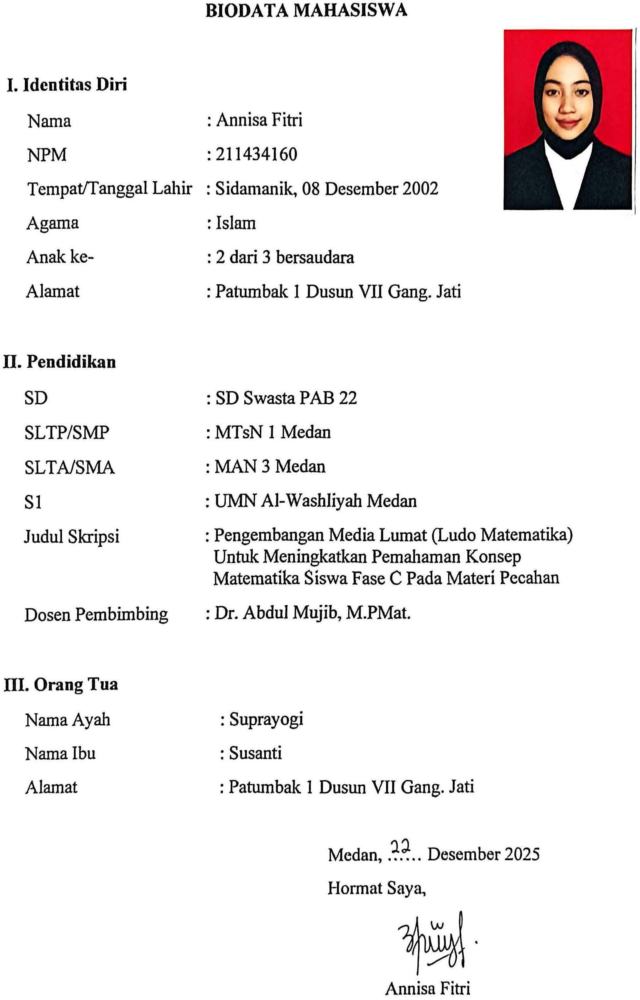 BIODATA MAHASISWA
I. Identitas Diri
Nama : Annisa Fitri
NPM : 211434160
Tempat/Tanggal Lahir : Sidamanik, 08 Desember 2002
Agama : Islam
Anak ke- : 2 dari 3 bersaudara
Alamat : Patumbak 1 Dusun VII Gang. Jati
II. Pendidikan
SD : SD Swasta PAB 22
SLTP/SMP : MTsN 1 Medan
SLTA/SMA : MAN 3 Medan
S1 : UMN Al-Washliyah Medan
Judul Skripsi : Pengembangan Media Lumat (Ludo Matematika)
Untuk Meningkatkan Pemahaman Konsep
Matematika Siswa Fase C Pada Materi Pecahan
Dosen Pembimbing : Dr. Abdul Mujib, M.PMat.
III. Orang Tua
Nama Ayah : Suprayogi
Nama Ibu : Susanti
Alamat : Patumbak 1 Dusun VII Gang. Jati
Medan, 22 Desember 2025
Hormat Saya,
Annisa Fitri